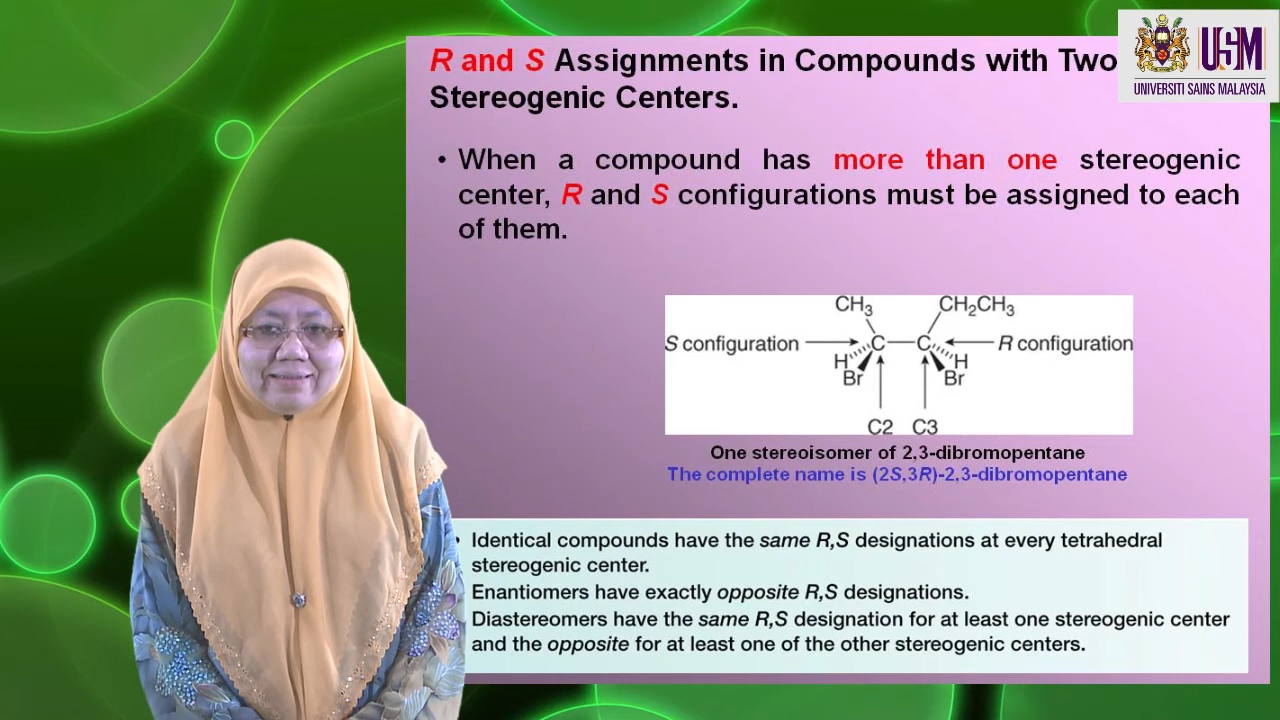 R and S Assignments in Compounds with Two
Stereogenic Centers.
USM
UNIVERSITI SAINS MALAYSIA
• When a compound has more than one stereogenic
center, R and S configurations must be assigned to each
of them.
CH₃ CH₂CH₃
S configuration C C R configuration
H H
Br Br
C2 C3
One stereoisomer of 2,3-dibromopentane
The complete name is (2S,3R)-2,3-dibromopentane
• Identical compounds have the same R,S designations at every tetrahedral
stereogenic center.
Enantiomers have exactly opposite R,S designations.
Diastereomers have the same R,S designation for at least one stereogenic center
and the opposite for at least one of the other stereogenic centers.